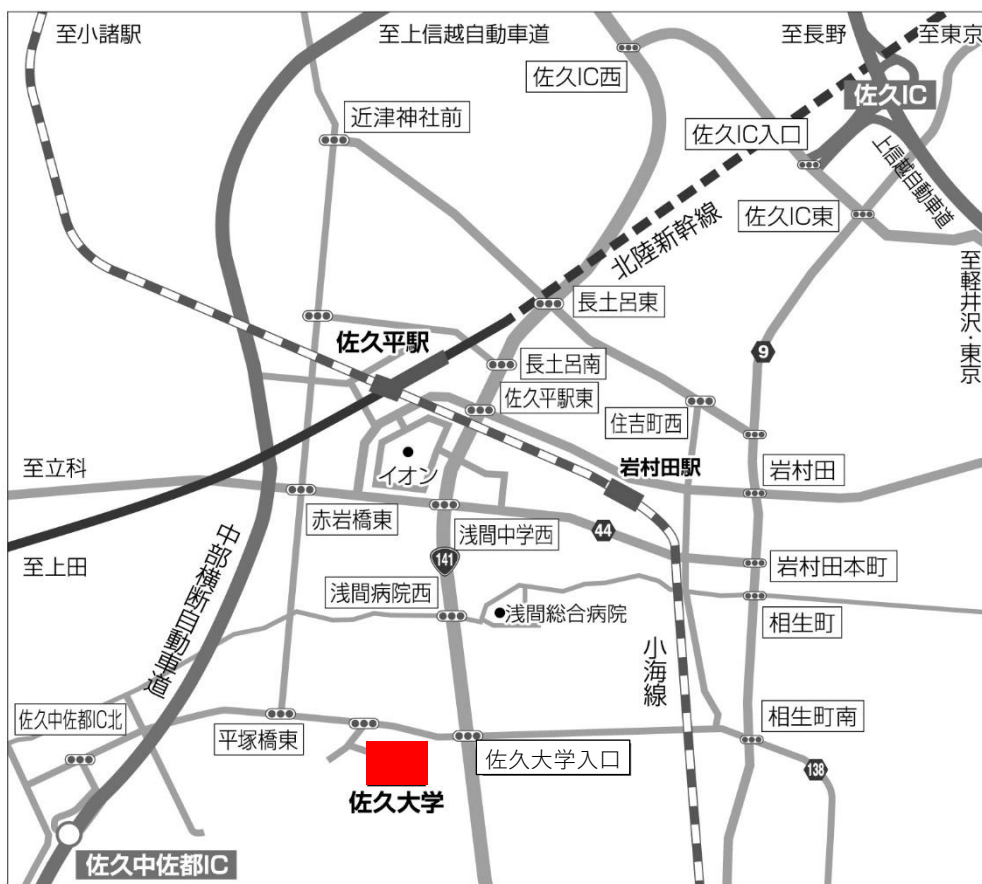 至小諸駅
至上信越自動車道
至長野
至東京
佐久IC西
佐久IC
近津神社前
佐久IC入口
上信越自動車道
佐久IC東
北陸新幹線
至軽井沢・東京
長土呂東
佐久平駅
9
長土呂南
佐久平駅東
住吉町西
イオン
岩村田駅
岩村田
至立科
赤岩橋東
浅間中学西
44
至上田
141
岩村田本町
中部横断自動車道
浅間病院西
浅間総合病院
相生町
小海線
佐久中佐都IC北
平塚橋東
相生町南
佐久大学入口
138
佐久大学
佐久中佐都IC